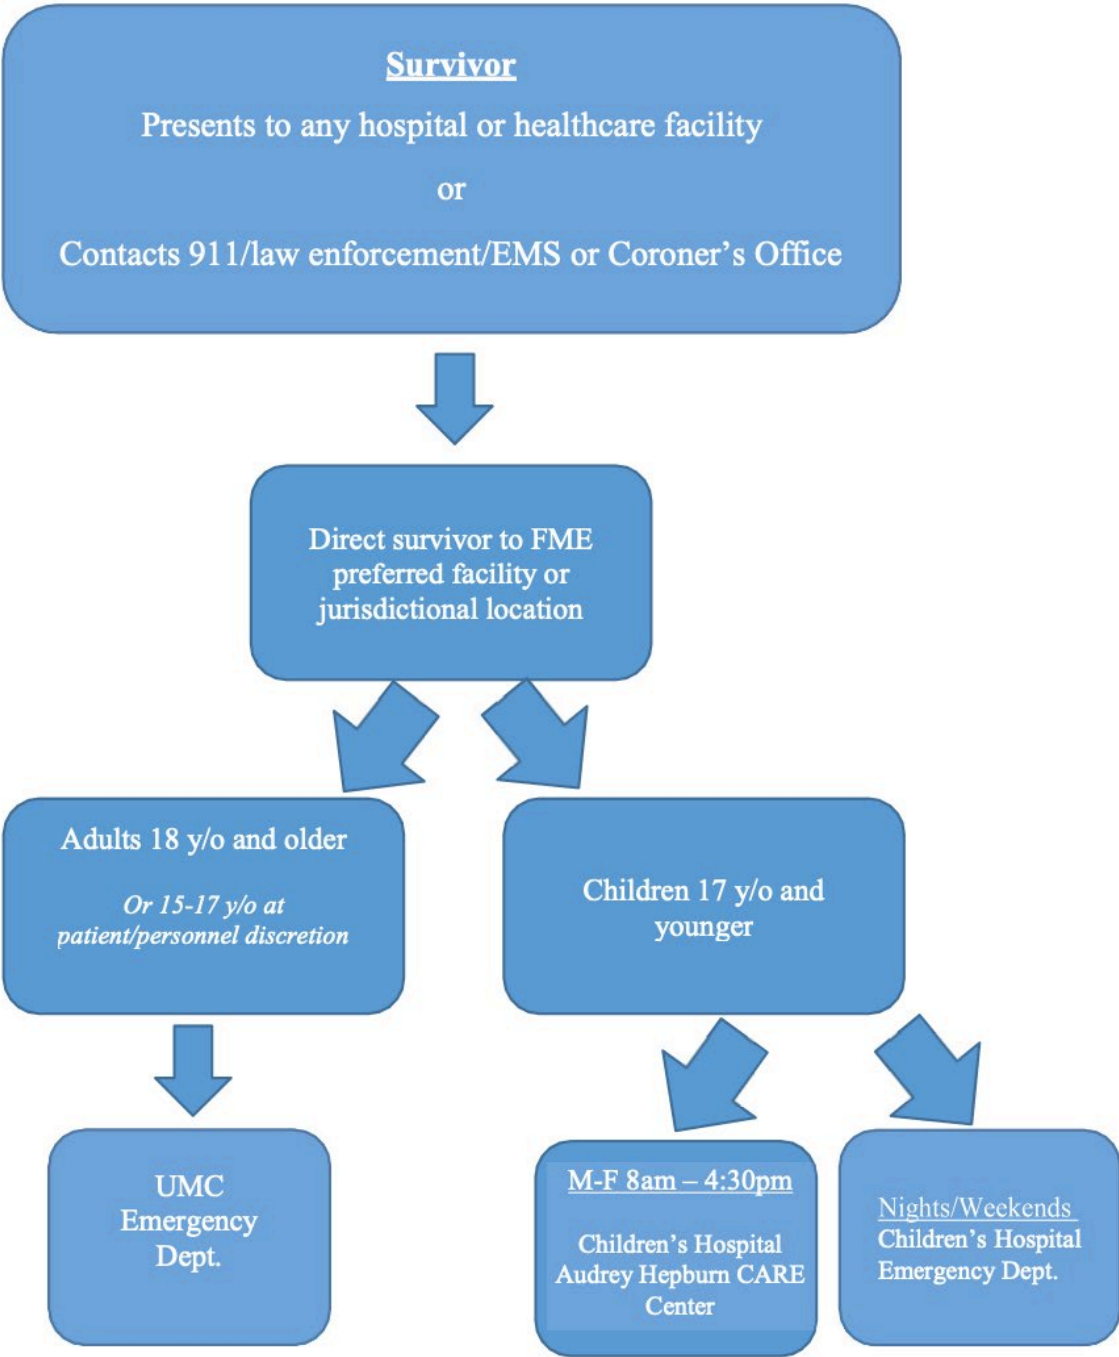 Survivor
Presents to any hospital or healthcare facility
or
Contacts 911/law enforcement/EMS or Coroner’s Office
Direct survivor to FME
preferred facility or
jurisdictional location
Adults 18 y/o and older
Or 15-17 y/o at
patient/personnel discretion
Children 17 y/o and
younger
UMC
Emergency
Dept.
M-F 8am – 4:30pm
Children’s Hospital
Audrey Hepburn CARE
Center
Nights/Weekends
Children’s Hospital
Emergency Dept.